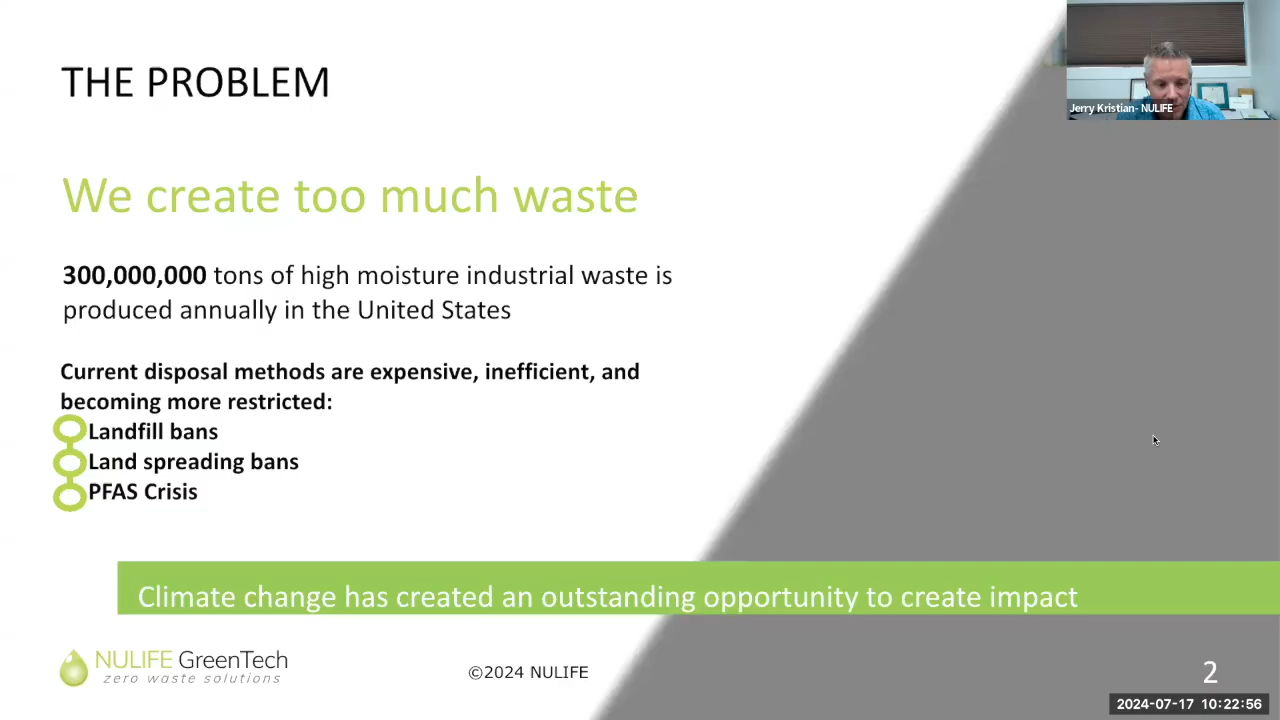 THE PROBLEM
Jerry Kristian- NULIFE
We create too much waste
300,000,000 tons of high moisture industrial waste is
produced annually in the United States
Current disposal methods are expensive, inefficient, and
becoming more restricted:
Landfill bans
Land spreading bans
PFAS Crisis
Climate change has created an outstanding opportunity to create impact
NULIFE GreenTech
zero waste solutions
©2024 NULIFE
2
2024-07-17 10:22:56